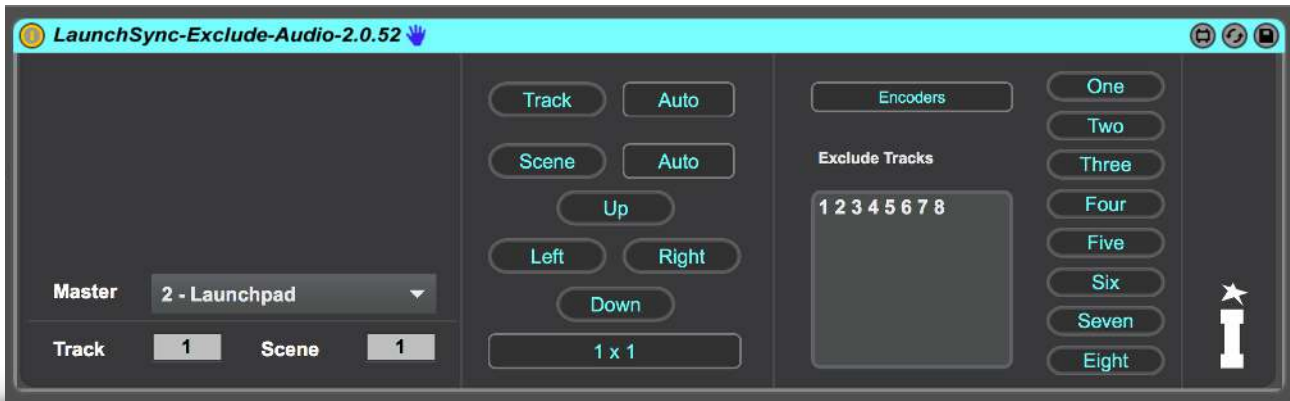 LaunchSync-Exclude-Audio-2.0.52
Master
2 - Launchpad
Track
1
Scene
1
Track
Auto
Scene
Auto
Up
Left
Right
Down
1 x 1
Encoders
Exclude Tracks
1 2 3 4 5 6 7 8
One
Two
Three
Four
Five
Six
Seven
Eight
I